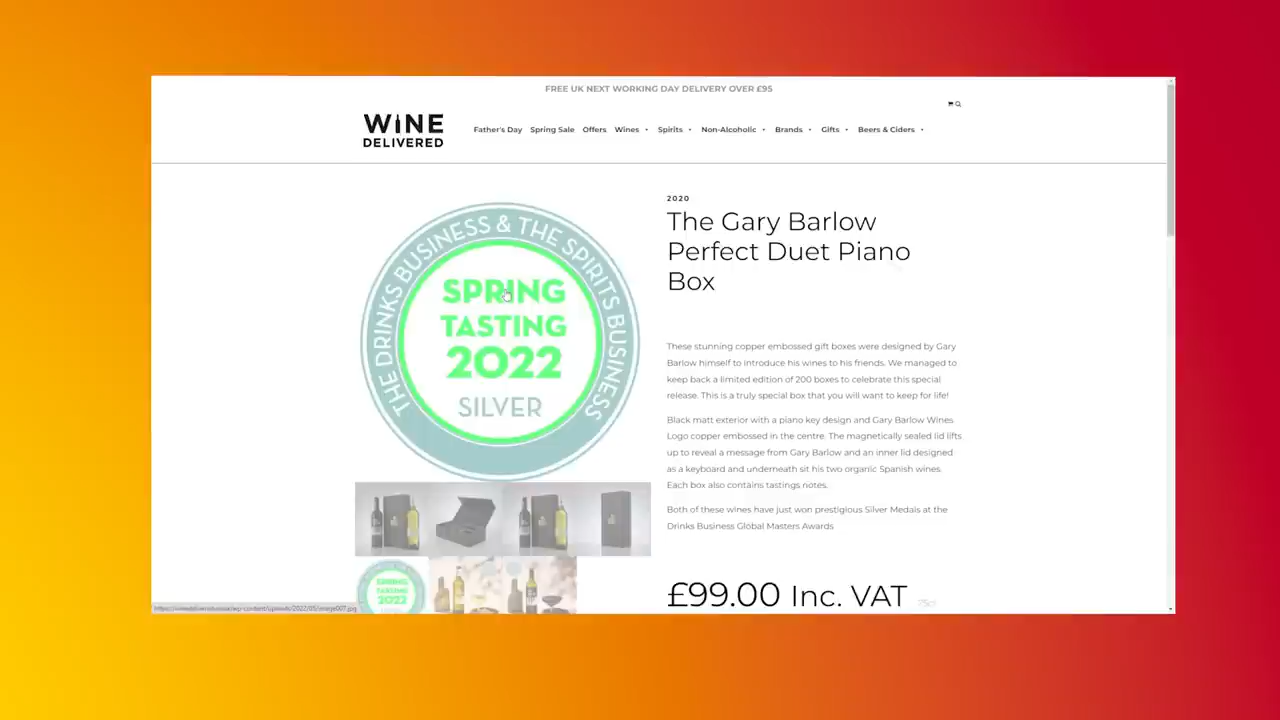 FREE UK NEXT WORKING DAY DELIVERY OVER £95
WINE
DELIVERED
Father's Day Spring Sale Offers Wines Spirits Non-Alcoholic Brands Gifts Beers & Ciders
THE DRINKS BUSINESS & THE SPIRITS BUSINESS
SPRING
TASTING
2022
SILVER
2020
The Gary Barlow
Perfect Duet Piano
Box
These stunning copper embossed gift boxes were designed by Gary
Barlow himself to introduce his wines to his friends. We managed to
keep back a limited edition of 200 boxes to celebrate this special
release. This is a truly special box that you will want to keep for life!
Black matt exterior with a piano key design and Gary Barlow Wines
Logo copper embossed in the centre. The magnetically sealed lid lifts
up to reveal a message from Gary Barlow and an inner lid designed
as a keyboard and underneath sit his two organic Spanish wines.
Each box also contains tastings notes.
Both of these wines have just won prestigious Silver Medals at the
Drinks Business Global Masters Awards
£99.00 Inc. VAT 75cl
SPRING
TASTING
2022